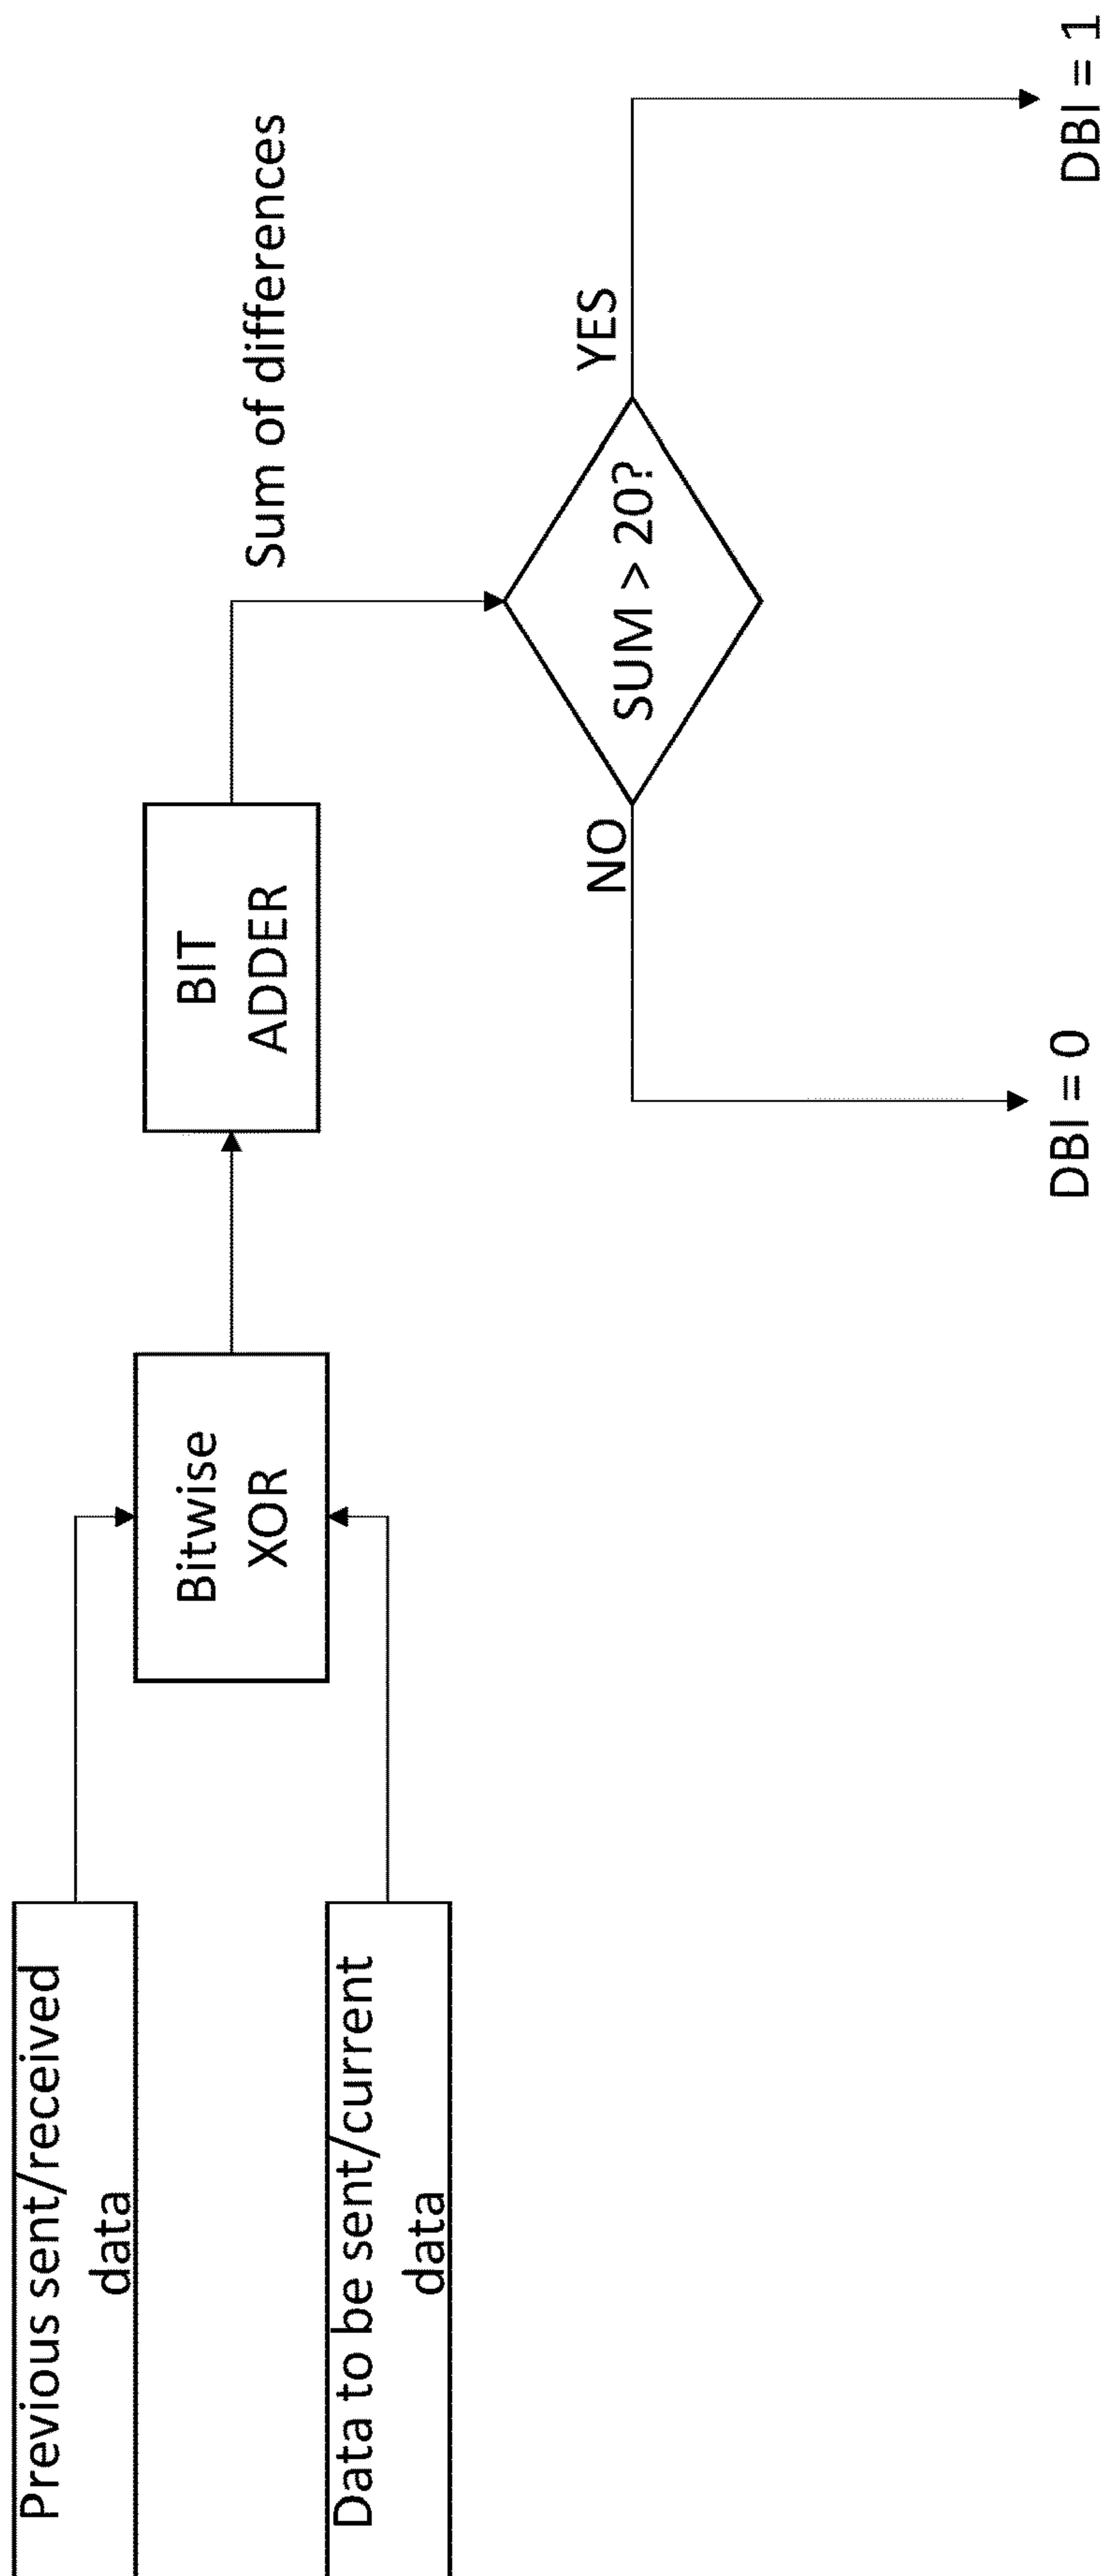 Previous sent/received
data
Data to be sent/current
data
Bitwise
XOR
BIT
ADDER
Sum of differences
SUM > 20?
NO
YES
DBI = 0
DBI = 1